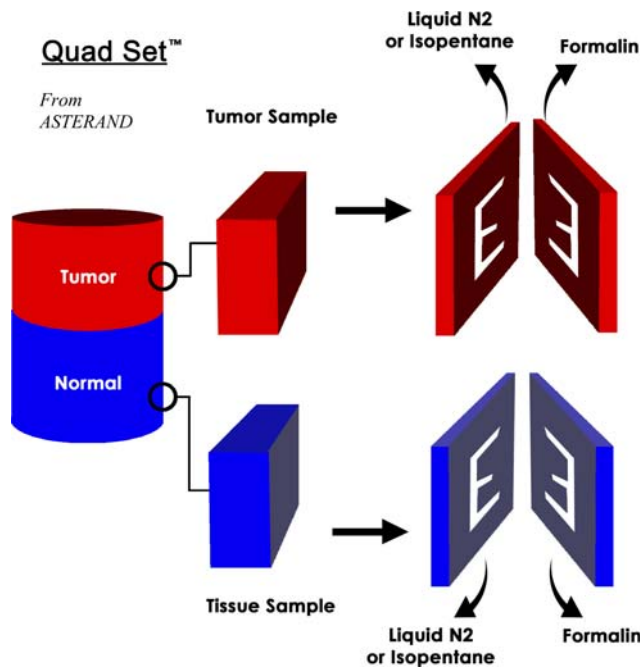 Quad Set™
From
ASTERAND
Tumor Sample
Liquid N2
or Isopentane
Formalin
Tumor
Normal
E
E
Tissue Sample
Liquid N2
or Isopentane
Formalin